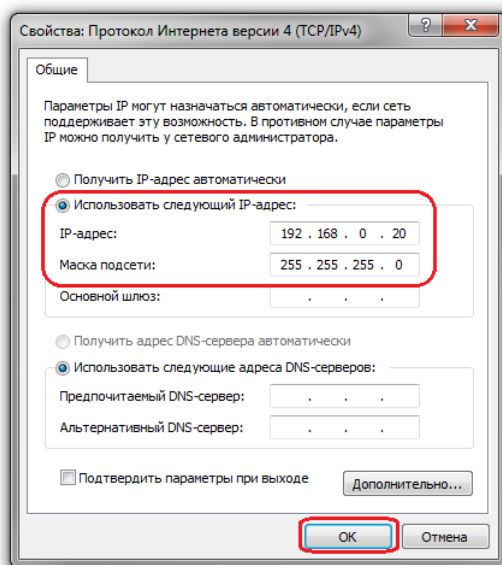 Свойства: Протокол Интернета версии 4 (TCP/IPv4)
Общие
Параметры IP могут назначаться автоматически, если сеть
поддерживает эту возможность. В противном случае параметры
IP можно получить у сетевого администратора.
Получить IP-адрес автоматически
Использовать следующий IP-адрес:
IP-адрес: 192 . 168 . 0 . 20
Маска подсети: 255 . 255 . 255 . 0
Основной шлюз: . . .
Получить адрес DNS-сервера автоматически
Использовать следующие адреса DNS-серверов:
Предпочитаемый DNS-сервер: . . .
Альтернативный DNS-сервер: . . .
Подтвердить параметры при выходе
Дополнительно...
ОК Отмена